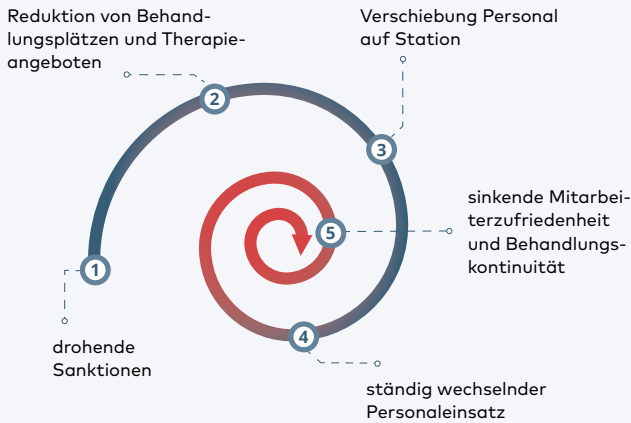 Reduktion von Behand-
lungsplätzen und Therapie-
angeboten
Verschiebung Personal
auf Station
2
3
sinkende Mitarbei-
terzufriedenheit
und Behandlungs-
kontinuität
5
1
4
drohende
Sanktionen
ständig wechselnder
Personaleinsatz